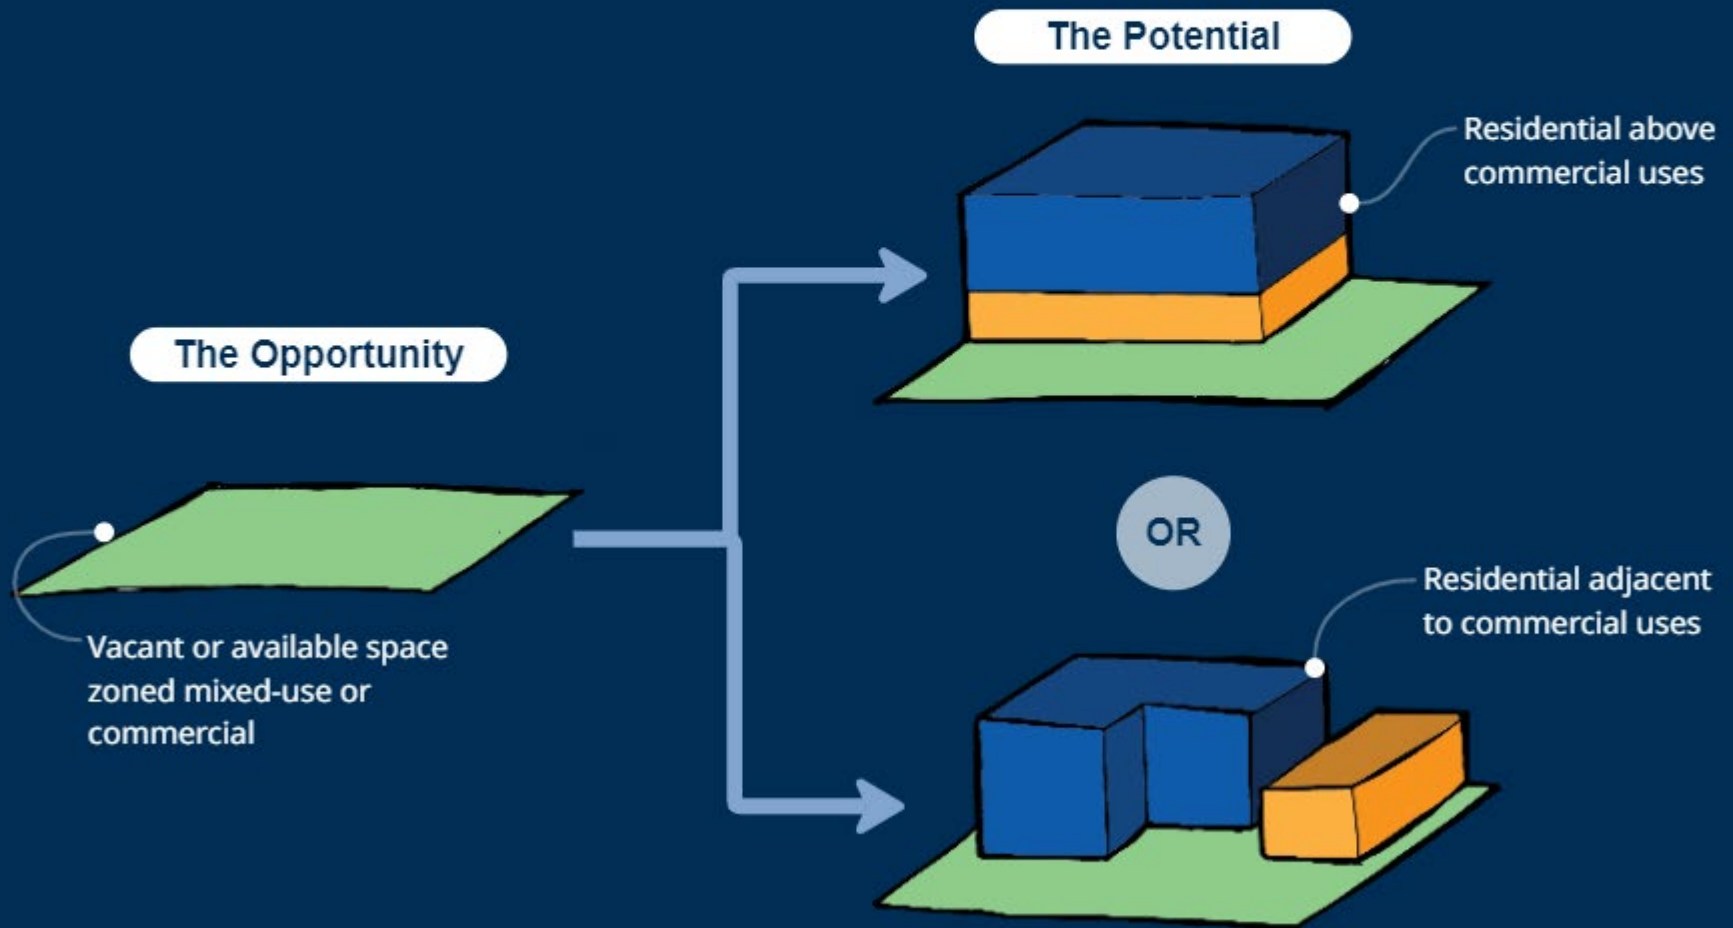 The Potential
Residential above
commercial uses
The Opportunity
Vacant or available space
zoned mixed-use or
commercial
OR
Residential adjacent
to commercial uses